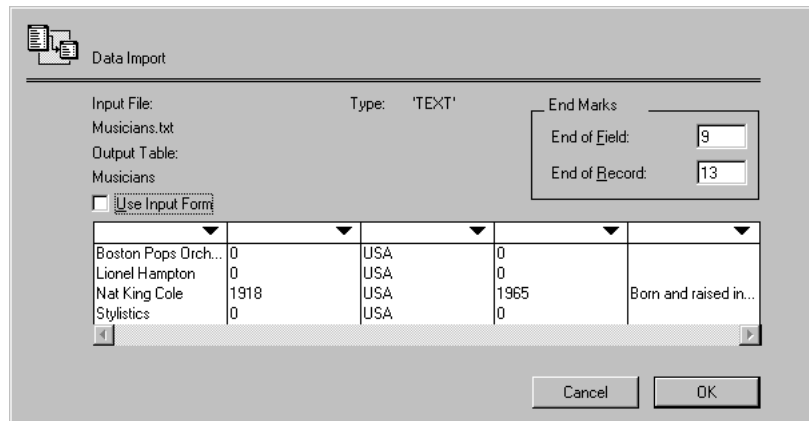 Data Import
Input File: Type: 'TEXT'
Musicians.txt
Output Table:
Musicians
Use Input Form
End Marks
End of Field: 9
End of Record: 13
Boston Pops Orch... 0 USA 0
Lionel Hampton 0 USA 0
Nat King Cole 1918 USA 1965 Born and raised in...
Stylistics 0 USA 0
Cancel OK